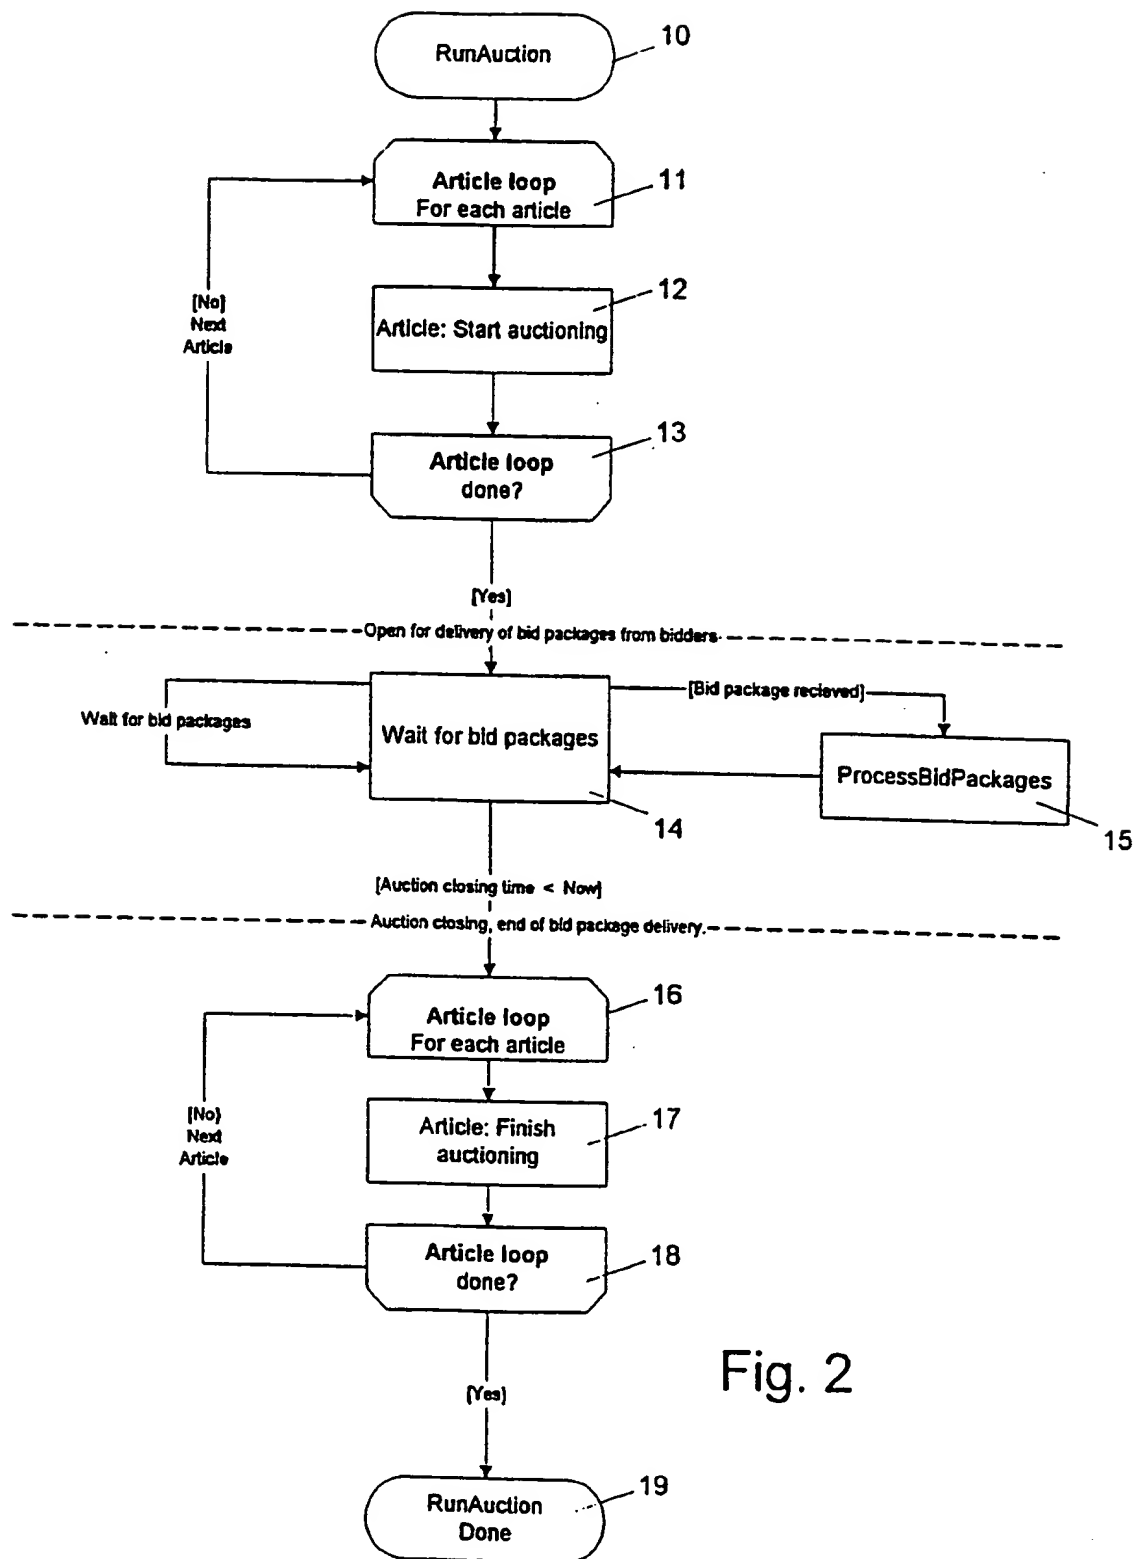 RunAuction
10
Article loop
For each article
11
Article: Start auctioning
12
[No]
Next
Article
Article loop
done?
13
[Yes]
Open for delivery of bid packages from bidders
Wait for bid packages
Wait for bid packages
14
[Bid package recieved]
ProcessBidPackages
15
[Auction closing time < Now]
Auction closing, end of bid package delivery.
Article loop
For each article
16
Article: Finish
auctioning
17
[No]
Next
Article
Article loop
done?
18
[Yes]
Fig. 2
RunAuction
Done
19